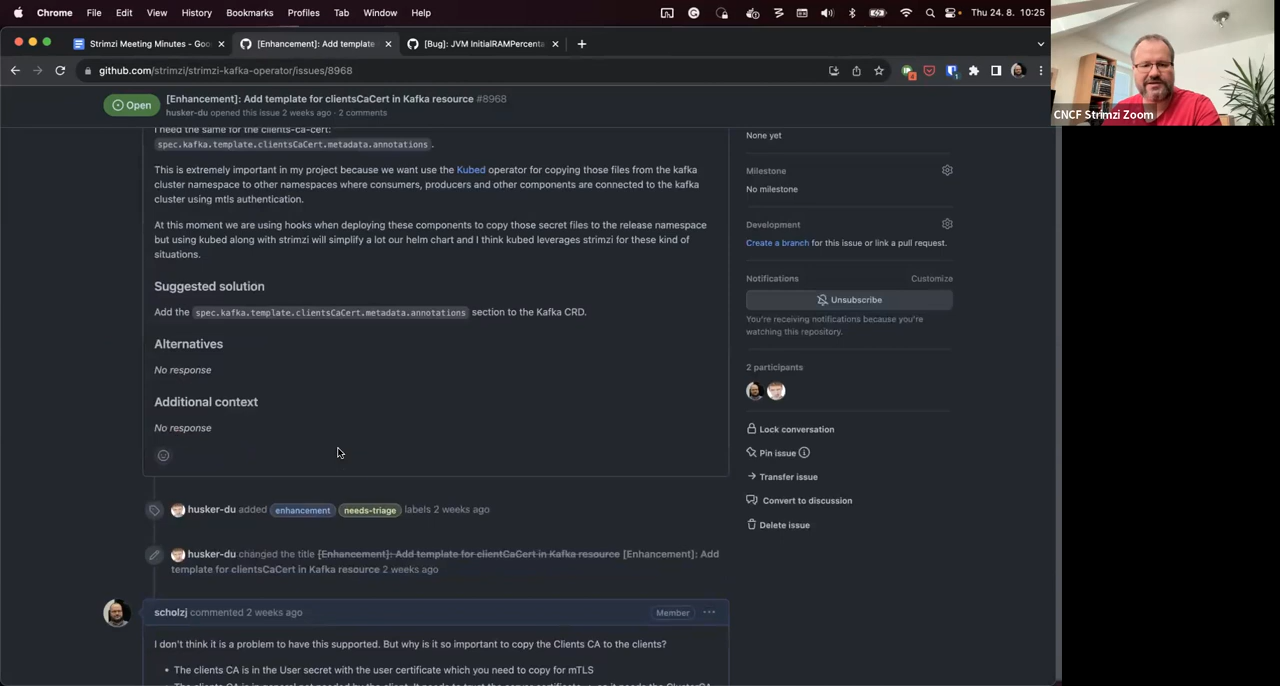 Chrome File Edit View History Bookmarks Profiles Tab Window Help Thu 24. 8. 10:25
Strimzi Meeting Minutes - Goo [Enhancement]: Add template [Bug]: JVM InitialRAMPercenta
github.com/strimzi/strimzi-kafka-operator/issues/8968
CNCF Strimzi Zoom
Open
[Enhancement]: Add template for clientsCaCert in Kafka resource #8968
husker-du opened this issue 2 weeks ago · 2 comments
I need the same for the clients-ca-cert:
spec.kafka.template.clientsCaCert.metadata.annotations .
This is extremely important in my project because we want use the Kubed operator for copying those files from the kafka
cluster namespace to other namespaces where consumers, producers and other components are connected to the kafka
cluster using mtls authentication.
At this moment we are using hooks when deploying these components to copy those secret files to the release namespace
but using kubed along with strimzi will simplify a lot our helm chart and I think kubed leverages strimzi for these kind of
situations.
Suggested solution
Add the spec.kafka.template.clientsCaCert.metadata.annotations section to the Kafka CRD.
Alternatives
No response
Additional context
No response
husker-du added enhancement needs-triage labels 2 weeks ago
husker-du changed the title [Enhancement]: Add template for clientCaCert in Kafka resource [Enhancement]: Add
template for clientsCaCert in Kafka resource 2 weeks ago
scholzj commented 2 weeks ago Member
I don't think it is a problem to have this supported. But why is it so important to copy the Clients CA to the clients?
• The clients CA is in the User secret with the user certificate which you need to copy for mTLS
None yet
Milestone
No milestone
Development
Create a branch for this issue or link a pull request.
Notifications Customize
Unsubscribe
You're receiving notifications because you're
watching this repository.
2 participants
Lock conversation
Pin issue
Transfer issue
Convert to discussion
Delete issue